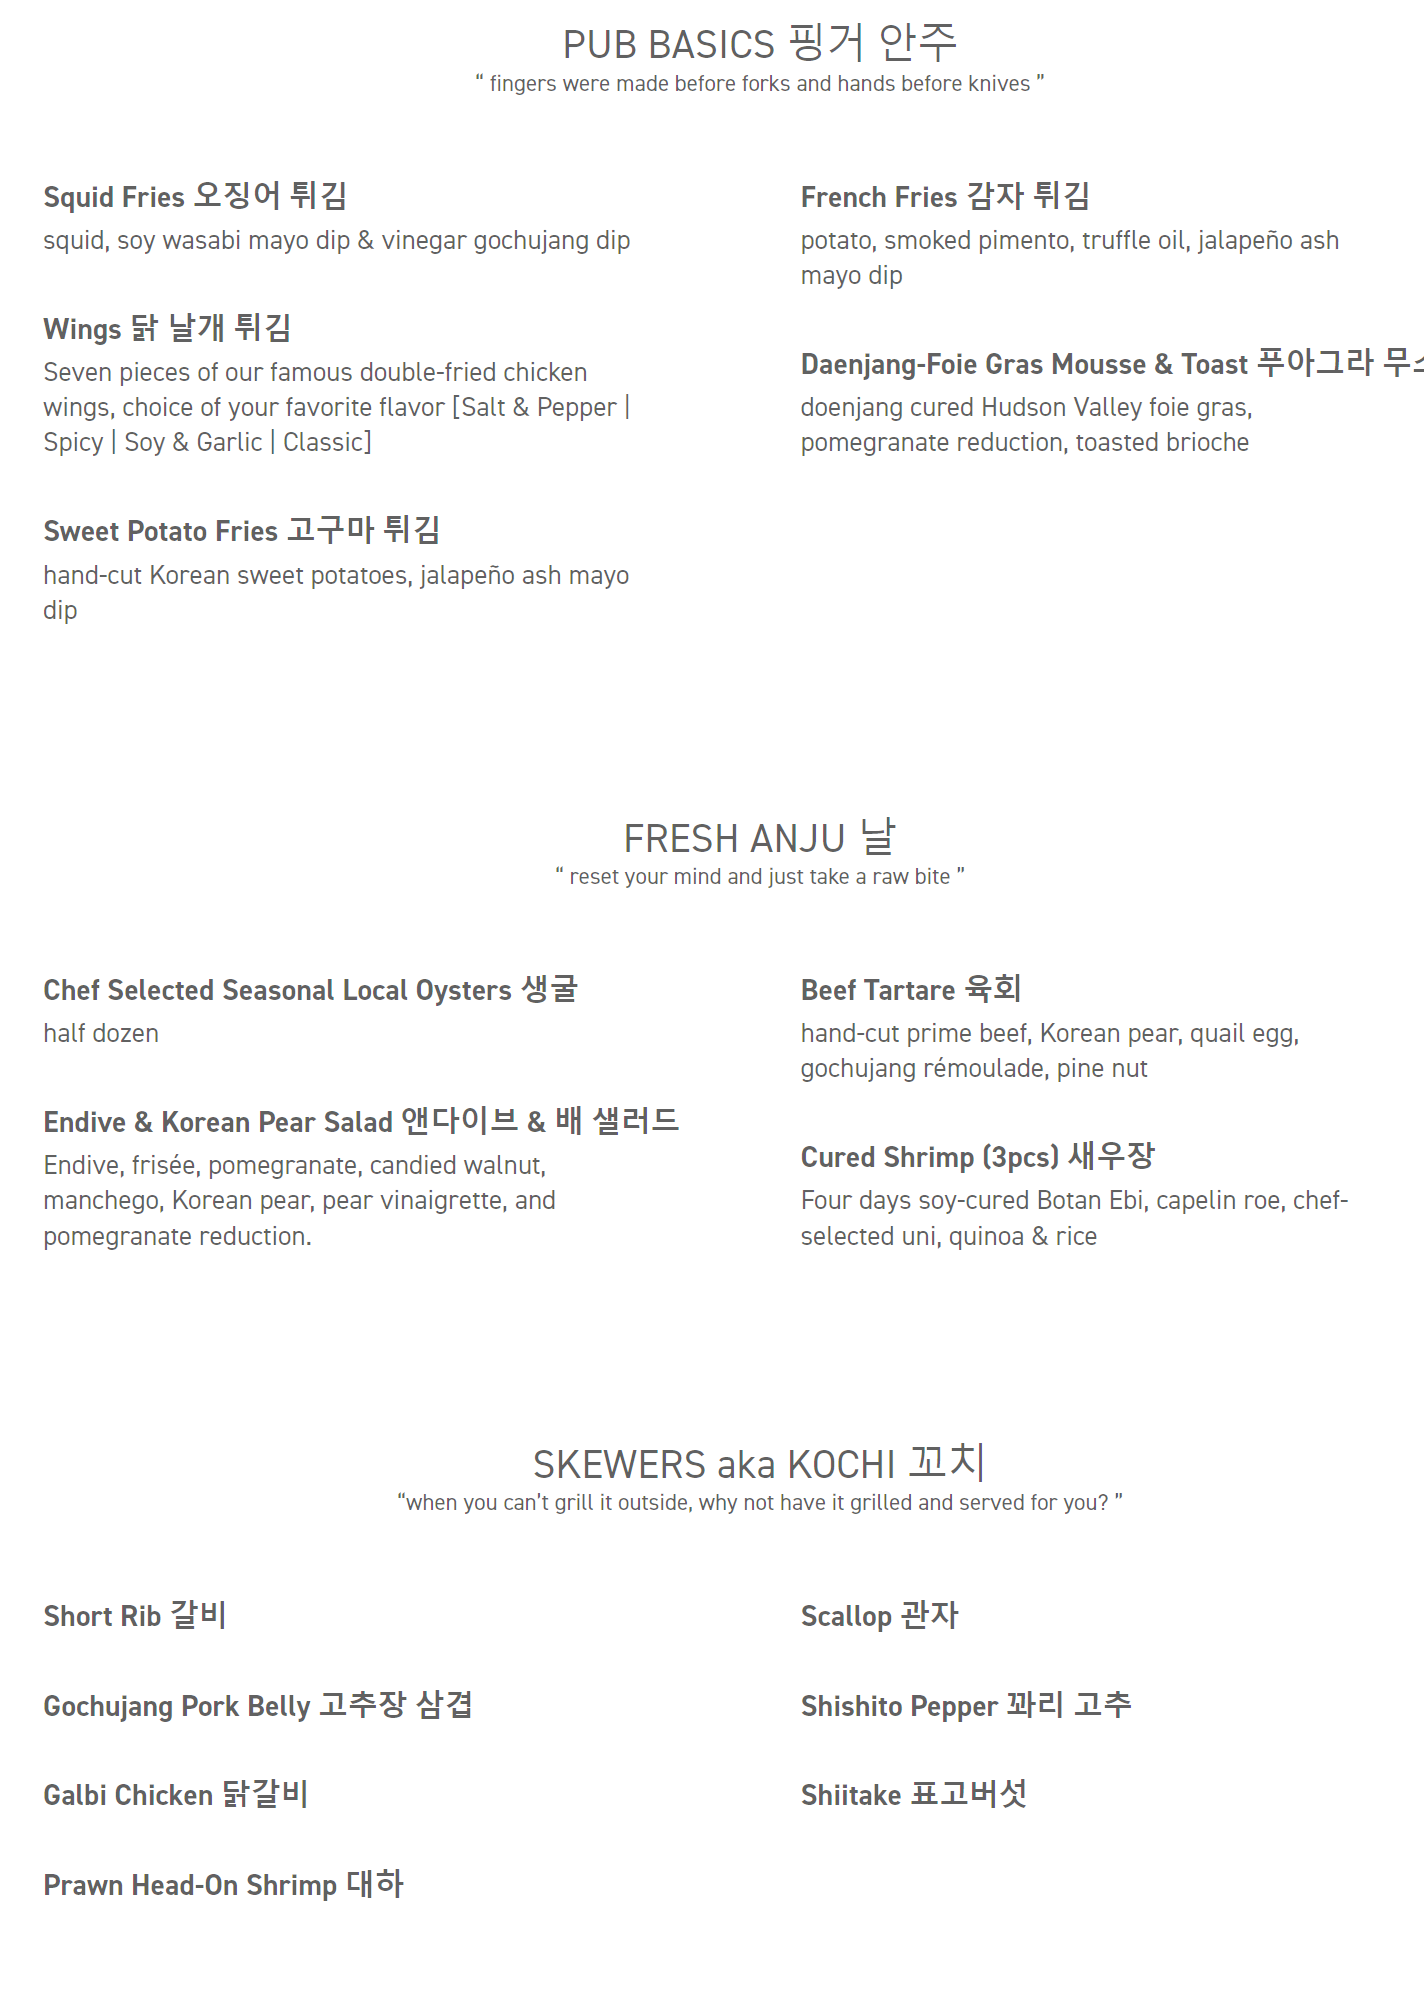 PUB BASICS 핑거 안주
“ fingers were made before forks and hands before knives ”
Squid Fries 오징어 튀김
squid, soy wasabi mayo dip & vinegar gochujang dip
Wings 닭 날개 튀김
Seven pieces of our famous double-fried chicken
wings, choice of your favorite flavor [Salt & Pepper |
Spicy | Soy & Garlic | Classic]
Sweet Potato Fries 고구마 튀김
hand-cut Korean sweet potatoes, jalapeño ash mayo
dip
French Fries 감자 튀김
potato, smoked pimento, truffle oil, jalapeño ash
mayo dip
Daenjang-Foie Gras Mousse & Toast 푸아그라
doenjang cured Hudson Valley foie gras,
pomegranate reduction, toasted brioche
FRESH ANJU 날
“ reset your mind and just take a raw bite ”
Chef Selected Seasonal Local Oysters 생굴
half dozen
Endive & Korean Pear Salad 앤다이브 & 배 샐러드
Endive, frisée, pomegranate, candied walnut,
manchego, Korean pear, pear vinaigrette, and
pomegranate reduction.
Beef Tartare 육회
hand-cut prime beef, Korean pear, quail egg,
gochujang rémoulade, pine nut
Cured Shrimp (3pcs) 새우장
Four days soy-cured Botan Ebi, capelin roe, chef-
selected uni, quinoa & rice
SKEWERS aka KOCHI 꼬치
“when you can’t grill it outside, why not have it grilled and served for you? ”
Short Rib 갈비
Gochujang Pork Belly 고추장 삼겹
Galbi Chicken 닭갈비
Prawn Head-On Shrimp 대하
Scallop 관자
Shishito Pepper 꽈리 고추
Shiitake 표고버섯